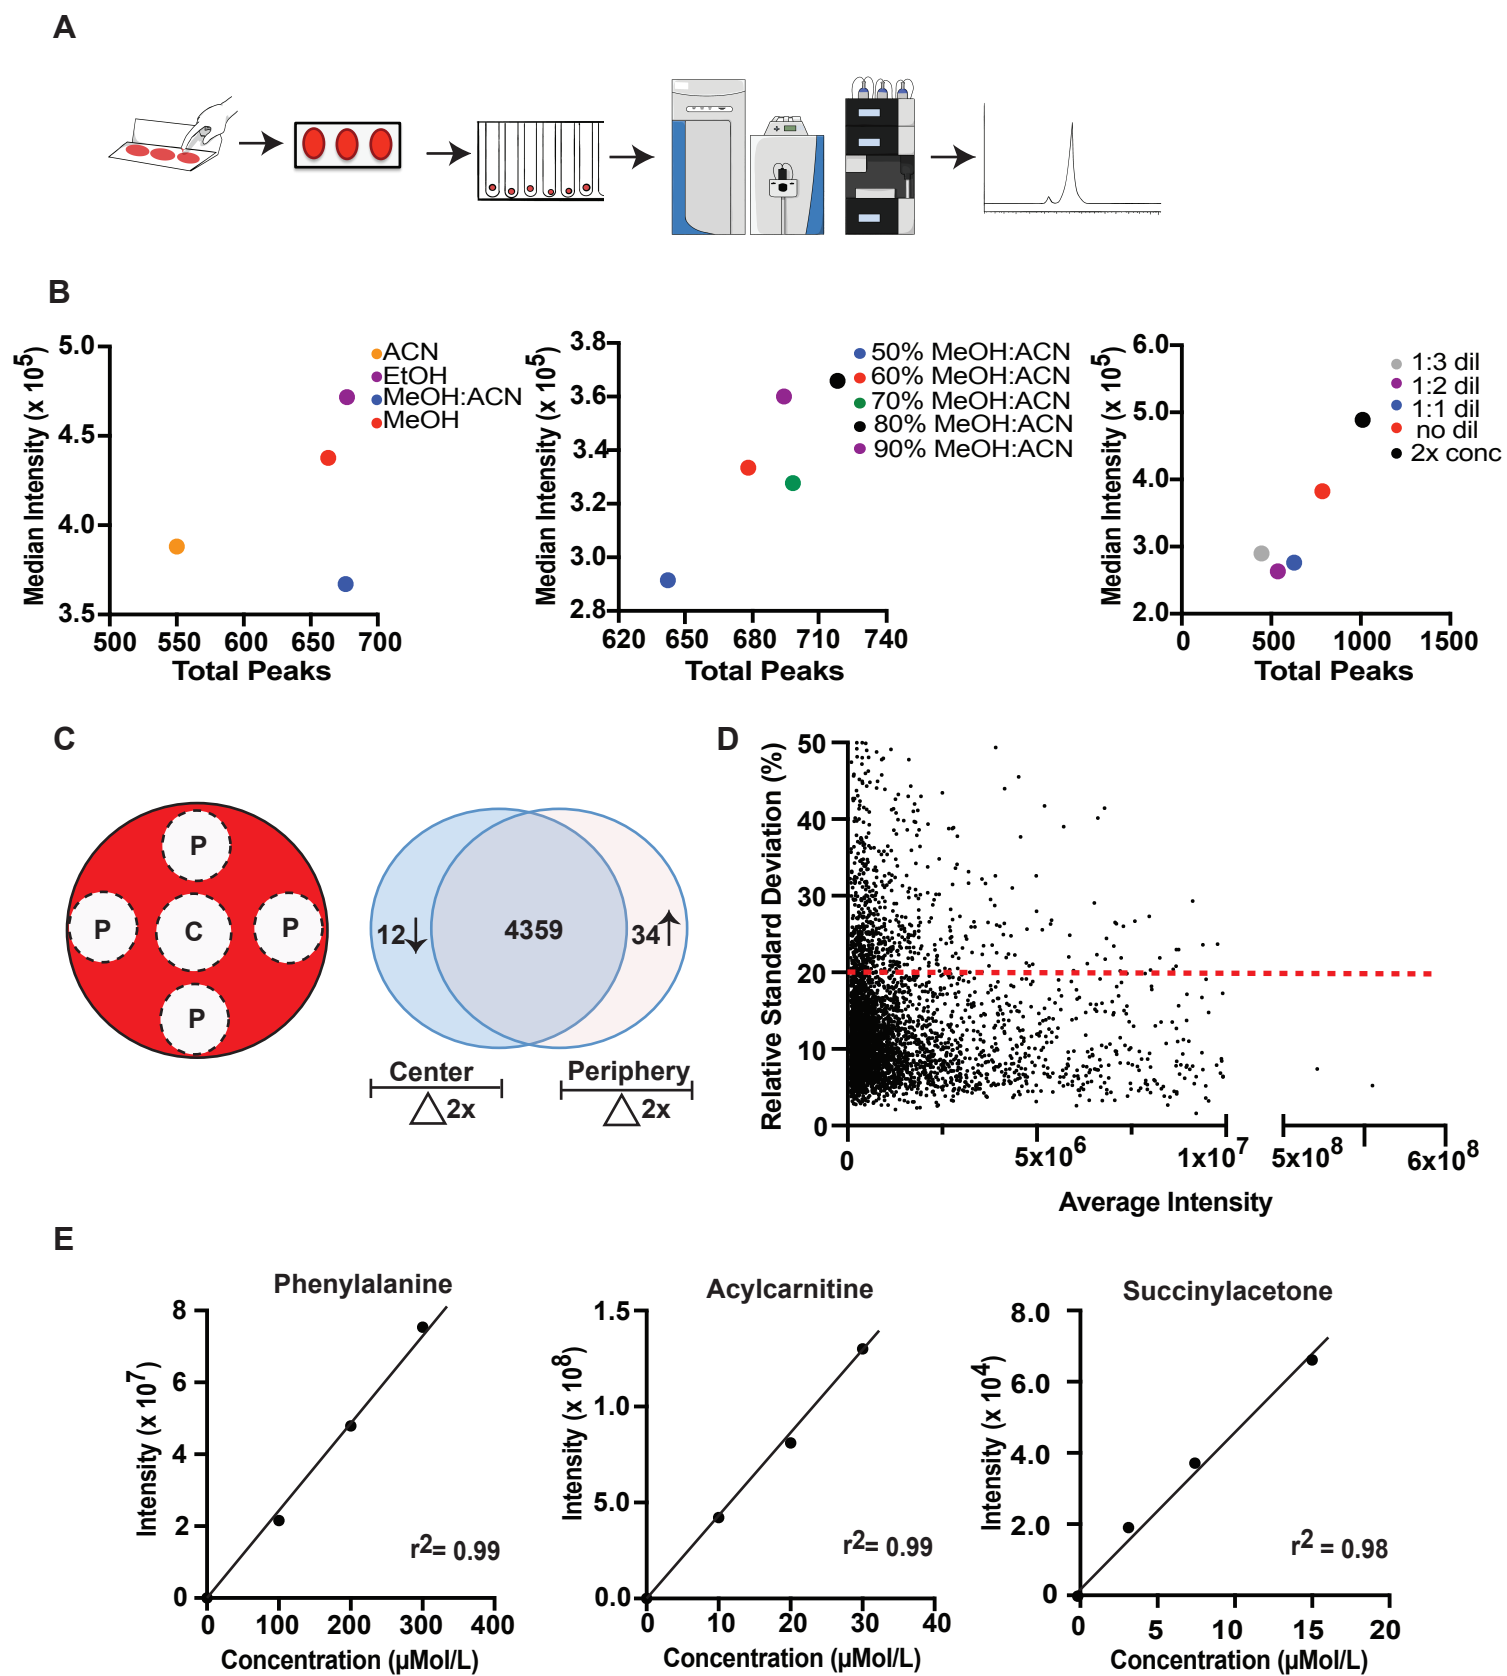 A
B
Median Intensity (x 10⁵)
5.0
4.5
4.0
3.5
500 550 600 650 700
Total Peaks
ACN
EtOH
MeOH:ACN
MeOH
Median Intensity (x 10⁵)
3.8
3.6
3.4
3.2
3.0
2.8
620 650 680 710 740
Total Peaks
50% MeOH:ACN
60% MeOH:ACN
70% MeOH:ACN
80% MeOH:ACN
90% MeOH:ACN
Median Intensity (x 10⁵)
6.0
5.0
4.0
3.0
2.0
0 500 1000 1500
Total Peaks
1:3 dil
1:2 dil
1:1 dil
no dil
2x conc
C
P
P C P
P
12↓ 4359 34↑
Center Periphery
△2x △2x
D
Relative Standard Deviation (%)
50
40
30
20
10
0
0 5x10⁶ 1x10⁷ 5x10⁸ 6x10⁸
Average Intensity
E
Phenylalanine
Intensity (x 10⁷)
8
6
4
2
0
r²= 0.99
0 100 200 300 400
Concentration (µMol/L)
Acylcarnitine
Intensity (x 10⁸)
1.5
1.0
5.0
0.0
r²= 0.99
0 10 20 30 40
Concentration (µMol/L)
Succinylacetone
Intensity (x 10⁴)
8.0
6.0
4.0
2.0
0
r² = 0.98
0 5 10 15 20
Concentration (µMol/L)